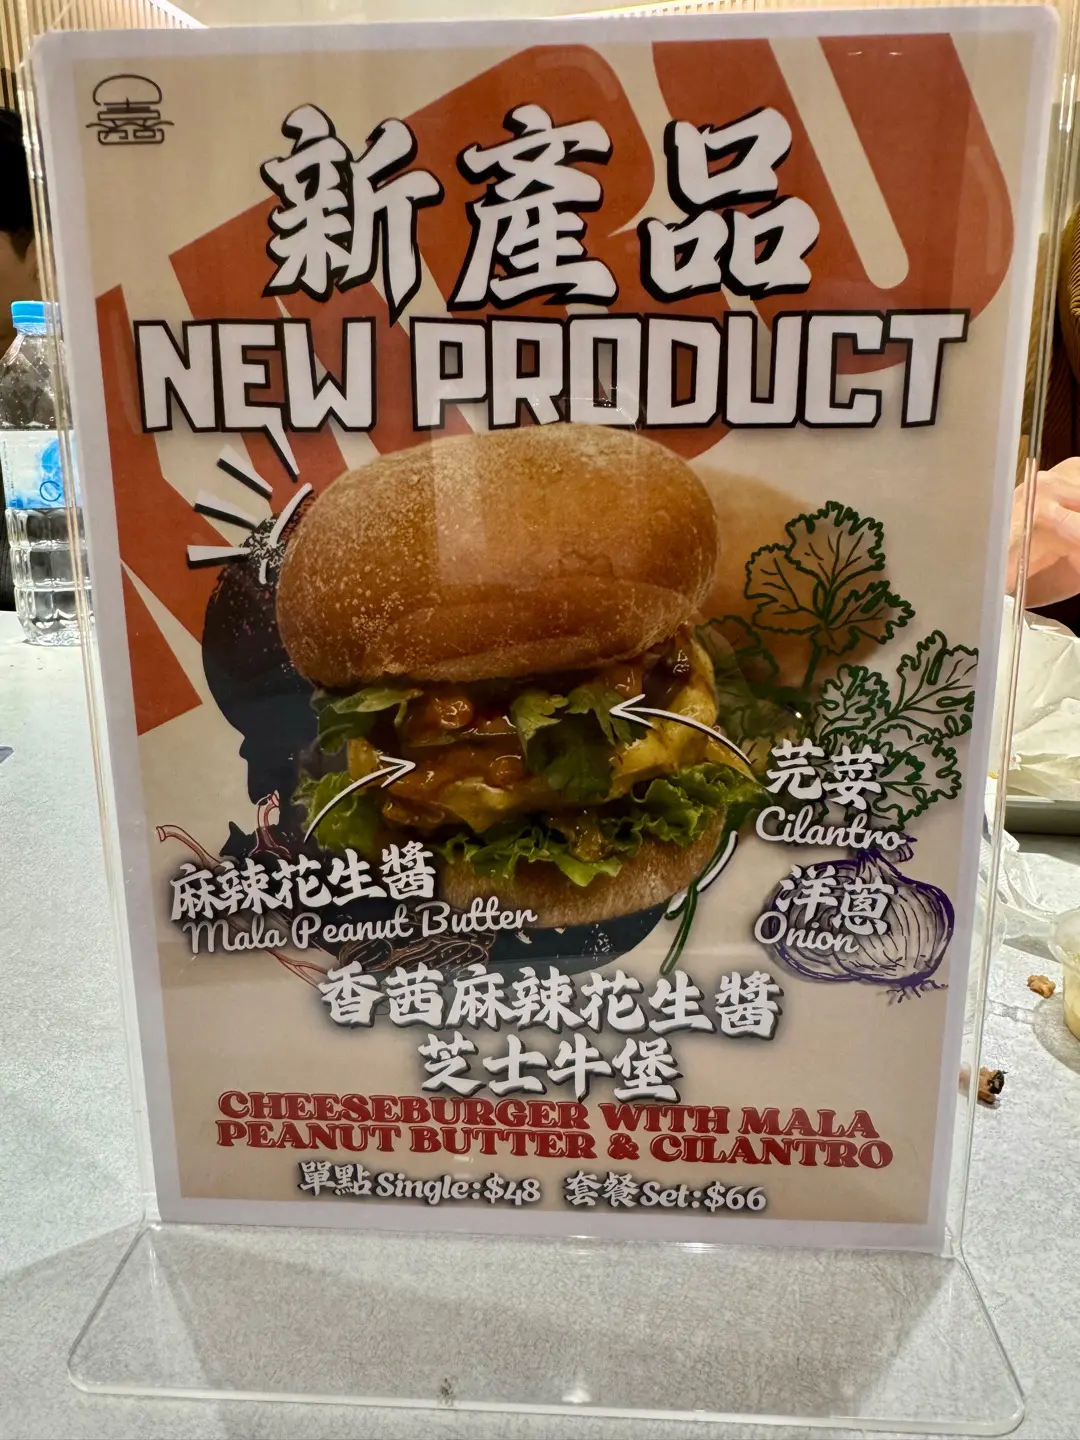 新產品
NEW PRODUCT
芫荽
Cilantro
麻辣花生醬
Mala Peanut Butter
洋蔥
Onion
香茜麻辣花生醬
芝士牛堡
CHEESEBURGER WITH MALA
PEANUT BUTTER & CILANTRO
單點Single:$48 套餐Set:$66